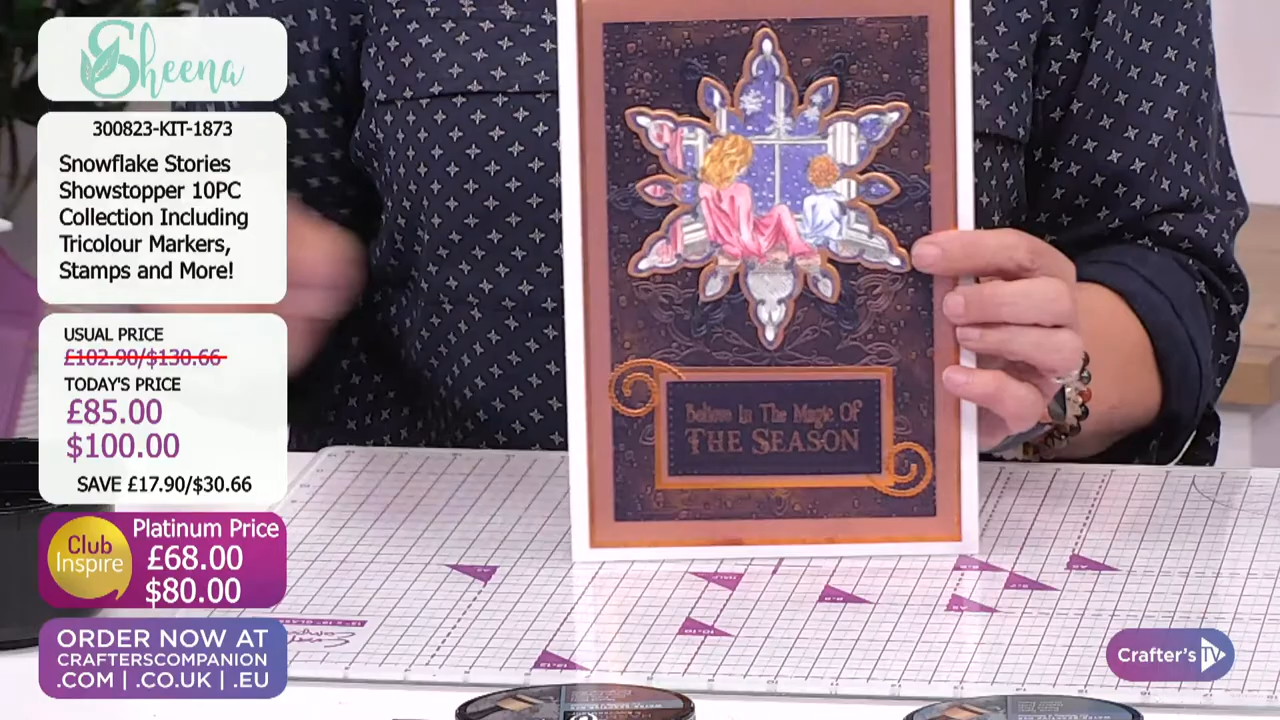 Sheena
300823-KIT-1873
Snowflake Stories
Showstopper 10PC
Collection Including
Tricolour Markers,
Stamps and More!
USUAL PRICE
£102.90/$130.66
TODAY'S PRICE
£85.00
$100.00
SAVE £17.90/$30.66
Club
Inspire
Platinum Price
£68.00
$80.00
ORDER NOW AT
CRAFTERSCOMPANION
.COM | .CO.UK | .EU
Believe In The Magic Of
THE SEASON
Crafter's TV